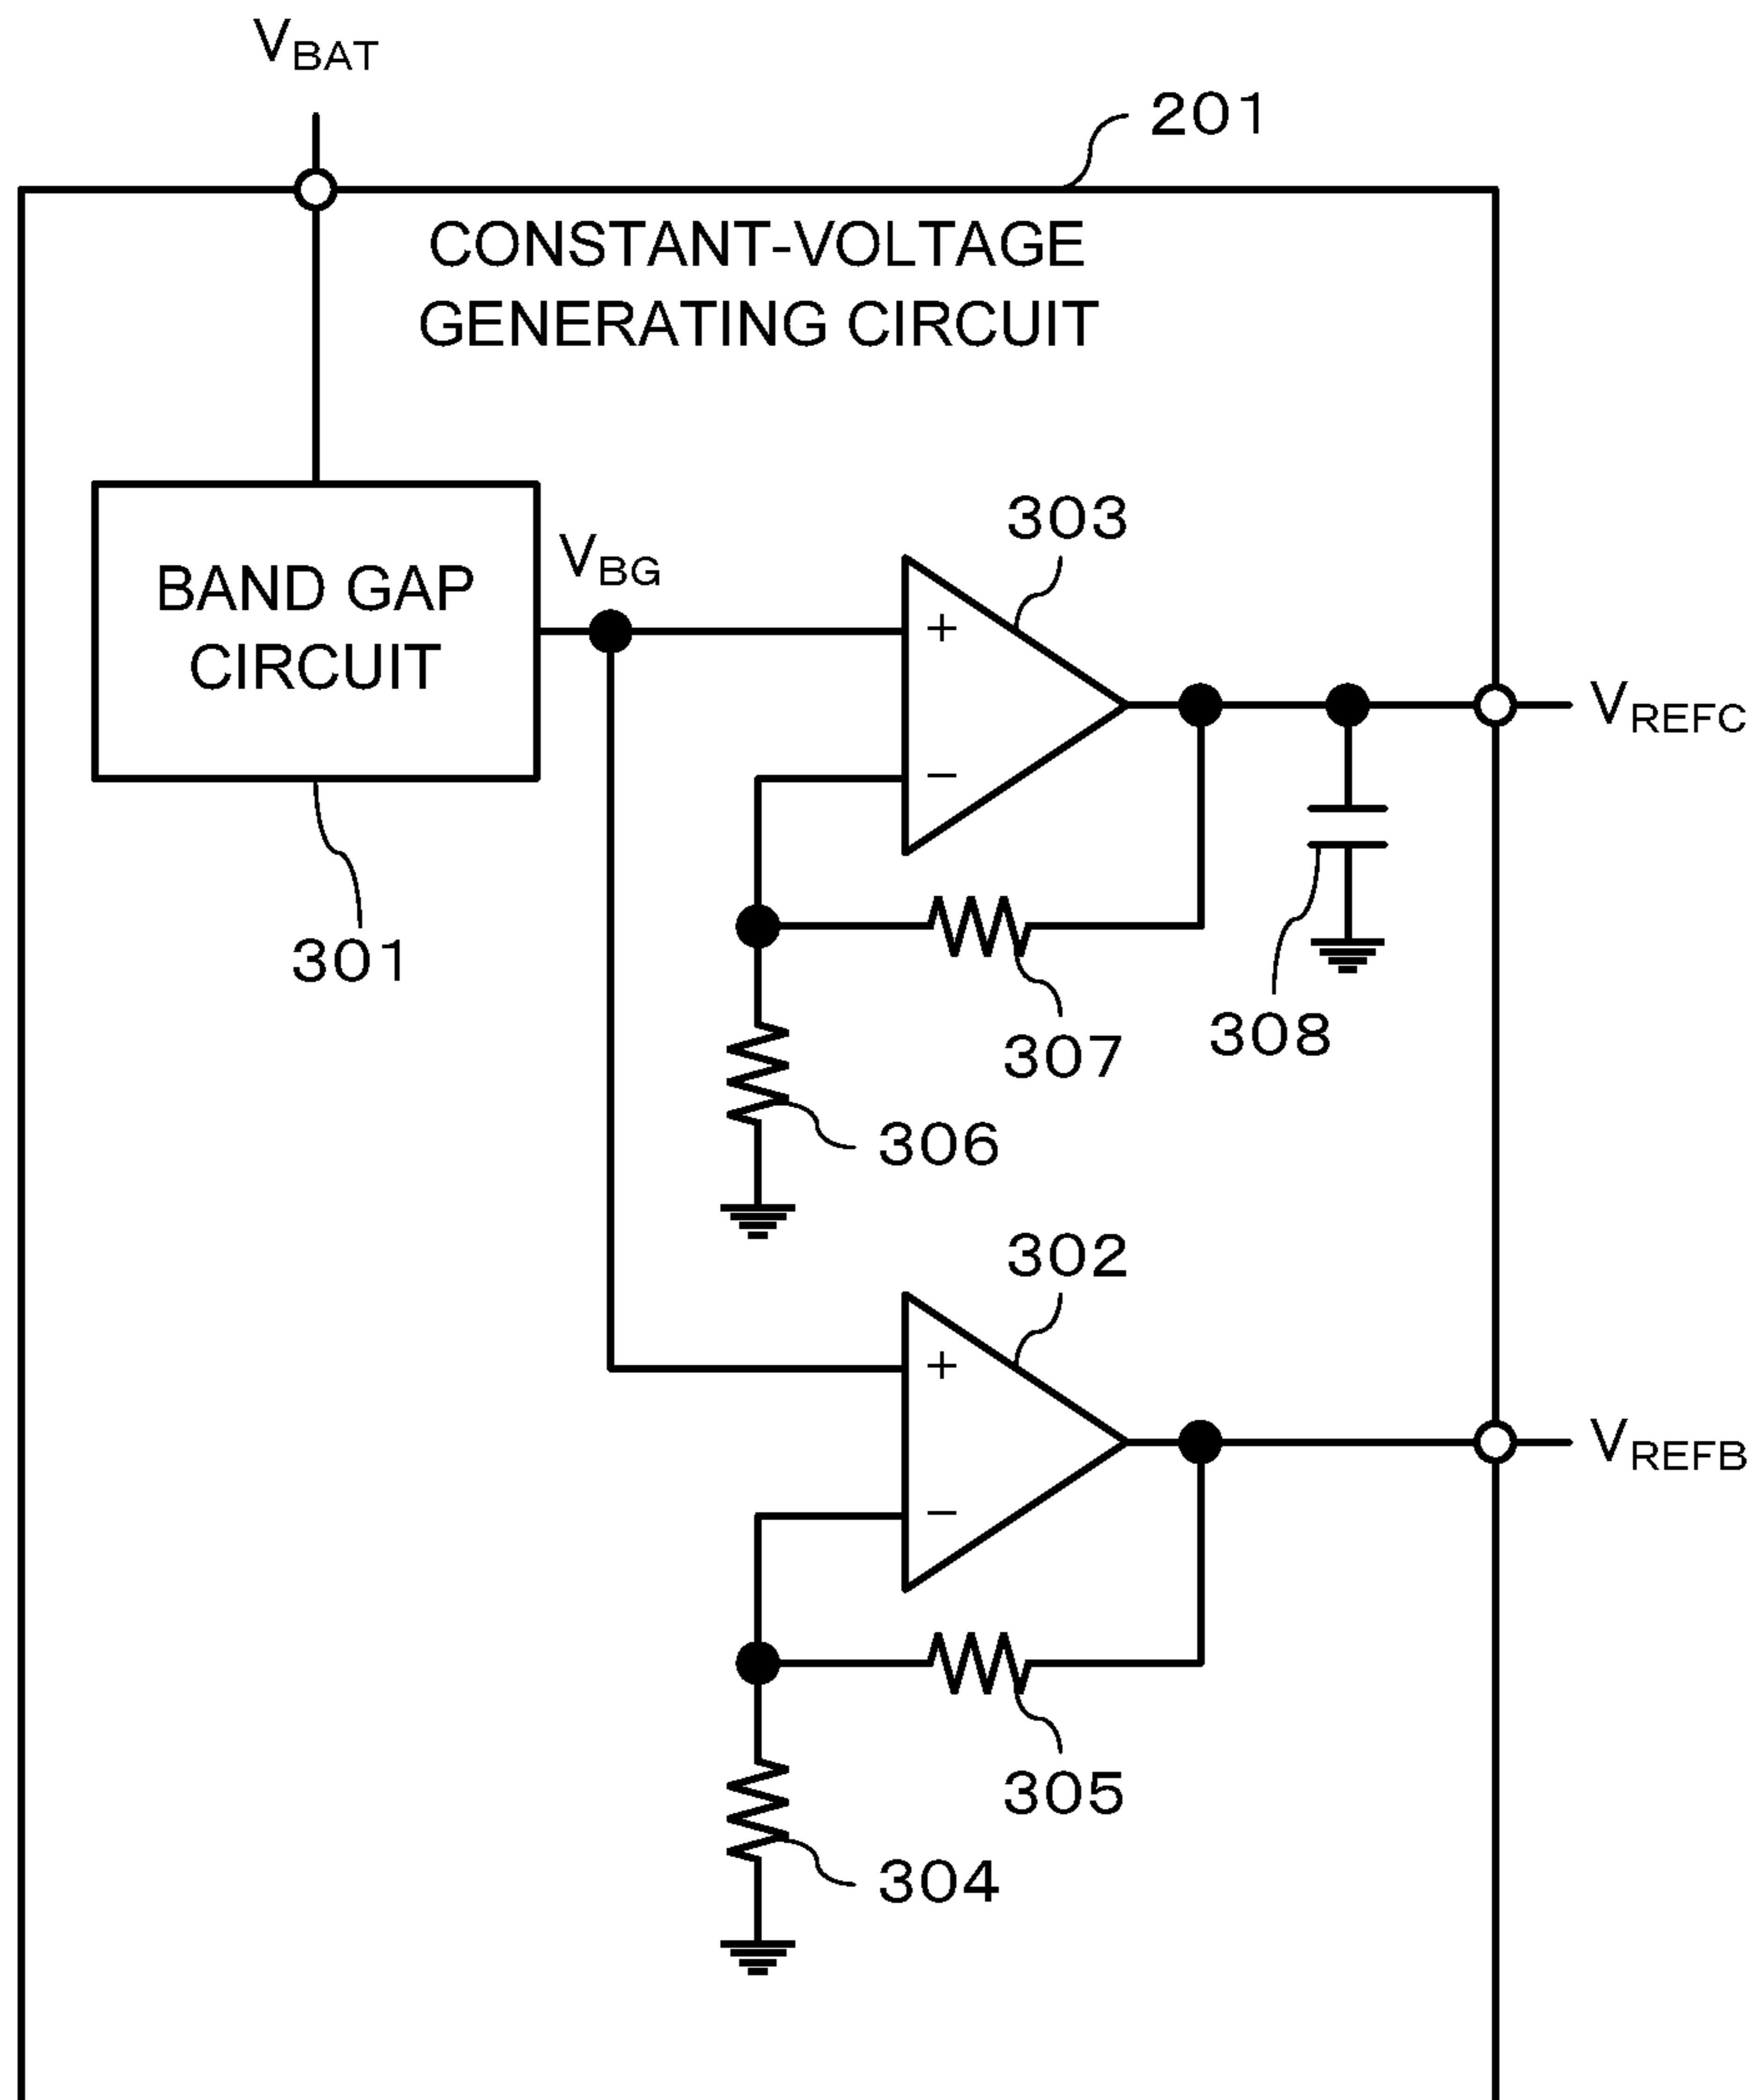 VBAT
201
CONSTANT-VOLTAGE
GENERATING CIRCUIT
303
VBG
BAND GAP
CIRCUIT
+
VREFC
−
301
307
308
306
302
+
VREFB
−
305
304